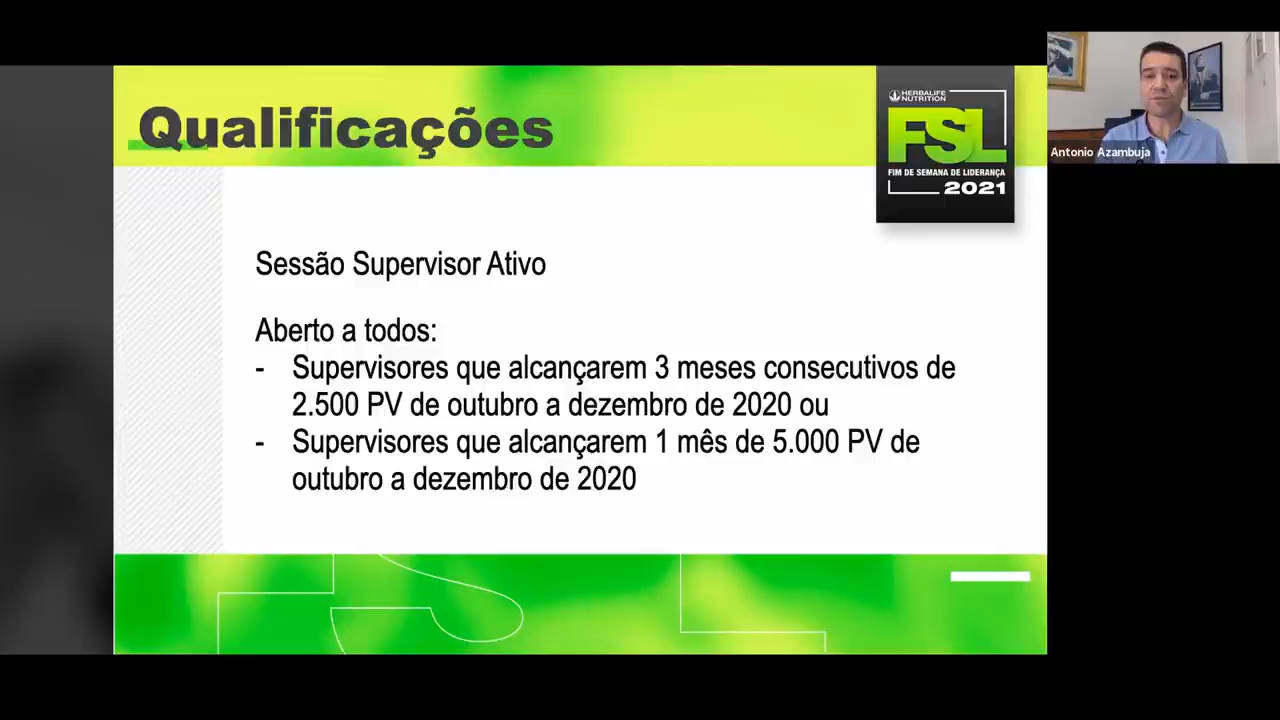 Qualificações
HERBALIFE
NUTRITION
FSL
FIM DE SEMANA DE LIDERANÇA
2021
Antonio Azambuja
Sessão Supervisor Ativo
Aberto a todos:
- Supervisores que alcançarem 3 meses consecutivos de
2.500 PV de outubro a dezembro de 2020 ou
- Supervisores que alcançarem 1 mês de 5.000 PV de
outubro a dezembro de 2020